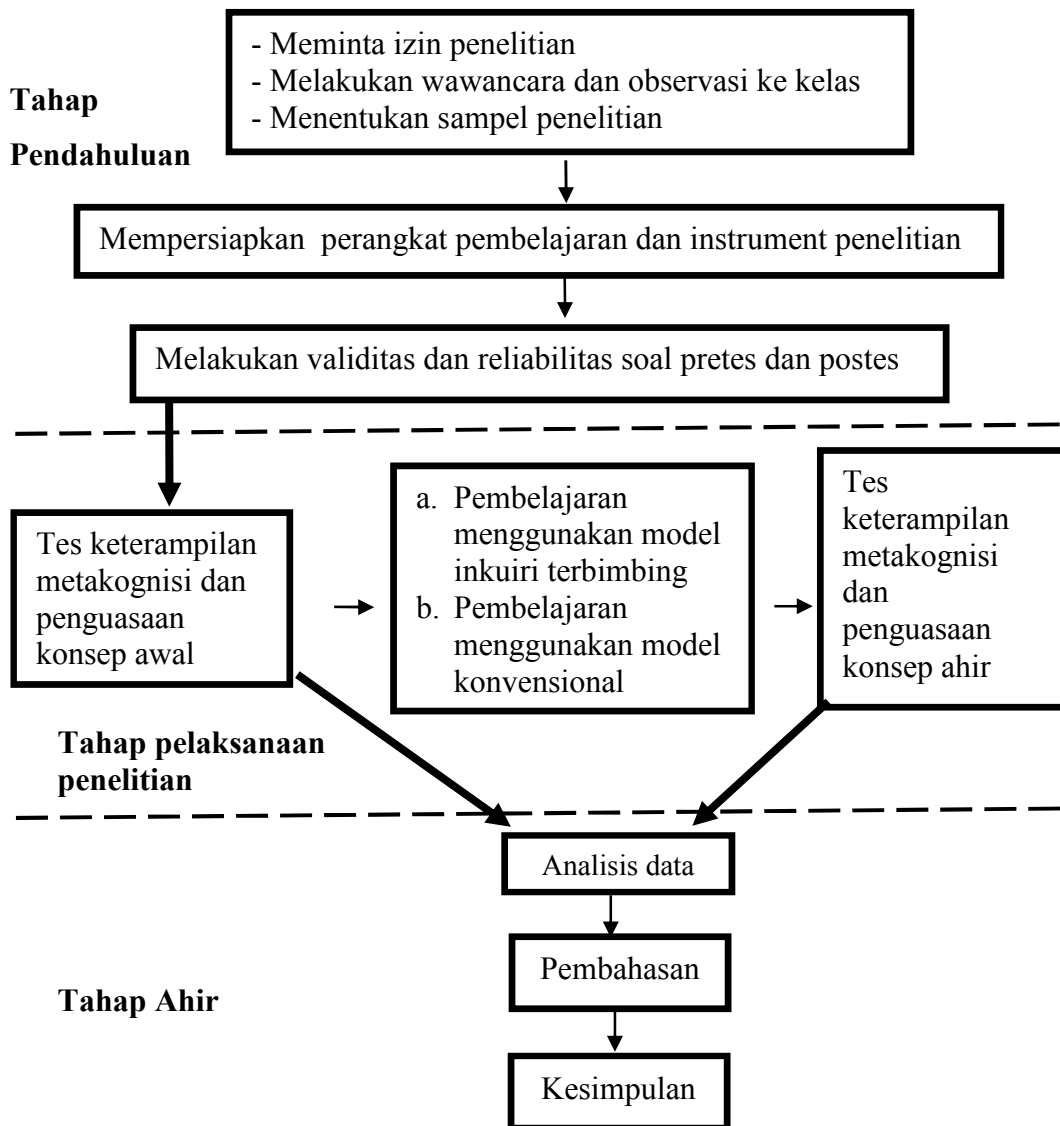 - Meminta izin penelitian
- Melakukan wawancara dan observasi ke kelas
- Menentukan sampel penelitian
Tahap
Pendahuluan
Mempersiapkan perangkat pembelajaran dan instrument penelitian
Melakukan validitas dan reliabilitas soal pretes dan postes
Tes keterampilan
metakognisi dan
penguasaan
konsep awal
a. Pembelajaran
menggunakan model
inkuiri terbimbing
b. Pembelajaran
menggunakan model
konvensional
Tes
keterampilan
metakognisi
dan
penguasaan
konsep ahir
Tahap pelaksanaan
penelitian
Analisis data
Pembahasan
Tahap Ahir
Kesimpulan